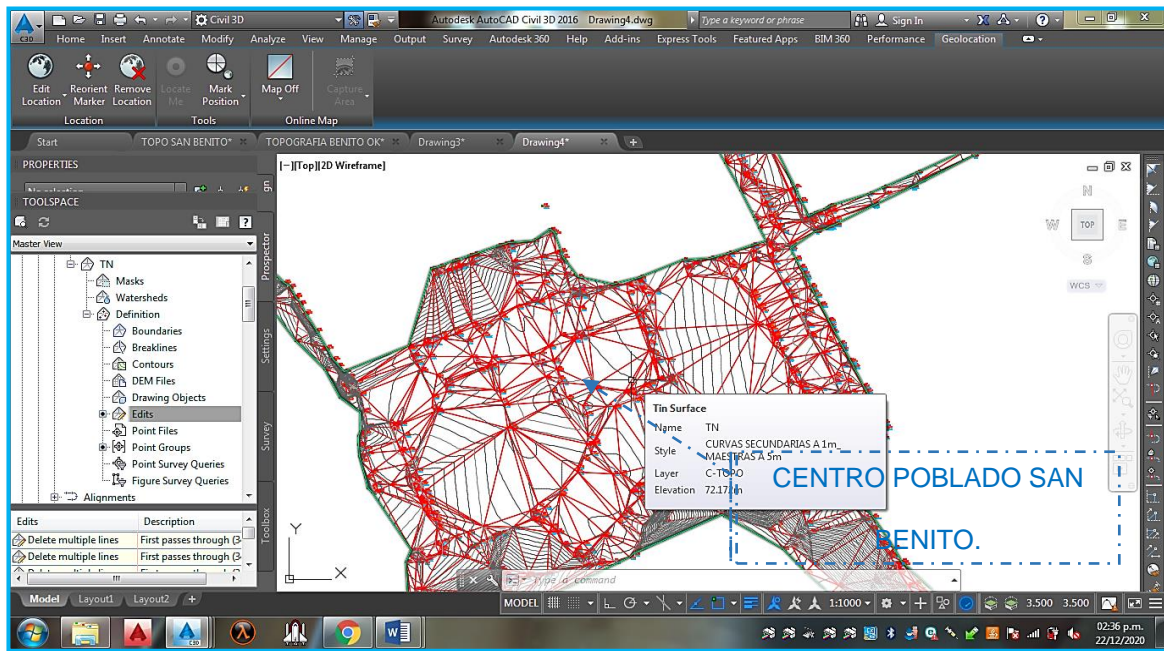 Civil 3D
Autodesk AutoCAD Civil 3D 2016 Drawing4.dwg
Type a keyword or phrase
Sign In
C3D
Home Insert Annotate Modify Analyze View Manage Output Survey Autodesk 360 Help Add-ins Express Tools Featured Apps BIM 360 Performance Geolocation
Edit Location
Reorient Marker
Remove Location
Locate Me
Mark Position
Map Off
Capture Area
Location
Tools
Online Map
Start
TOPO SAN BENITO*
TOPOGRAFIA BENITO OK*
Drawing3*
Drawing4*
PROPERTIES
No selection
TOOLSPACE
Master View
TN
Masks
Watersheds
Definition
Boundaries
Breaklines
Contours
DEM Files
Drawing Objects
Edits
Point Files
Point Groups
Point Survey Queries
Figure Survey Queries
Alignments
Edits Description
Delete multiple lines First passes through (3
Delete multiple lines First passes through (3
Prospector
Settings
Survey
Toolbox
[−][Top][2D Wireframe]
N
W
TOP
E
S
WCS
Tin Surface
Name TN
Style CURVAS SECUNDARIAS A 1m_
MAESTRAS A 5m
Layer C-TOPO
Elevation
CENTRO POBLADO SAN
BENITO.
Y
X
Type a command
Model Layout1 Layout2 +
MODEL
1:1000
3.500 3.500
02:36 p.m.
22/12/2020